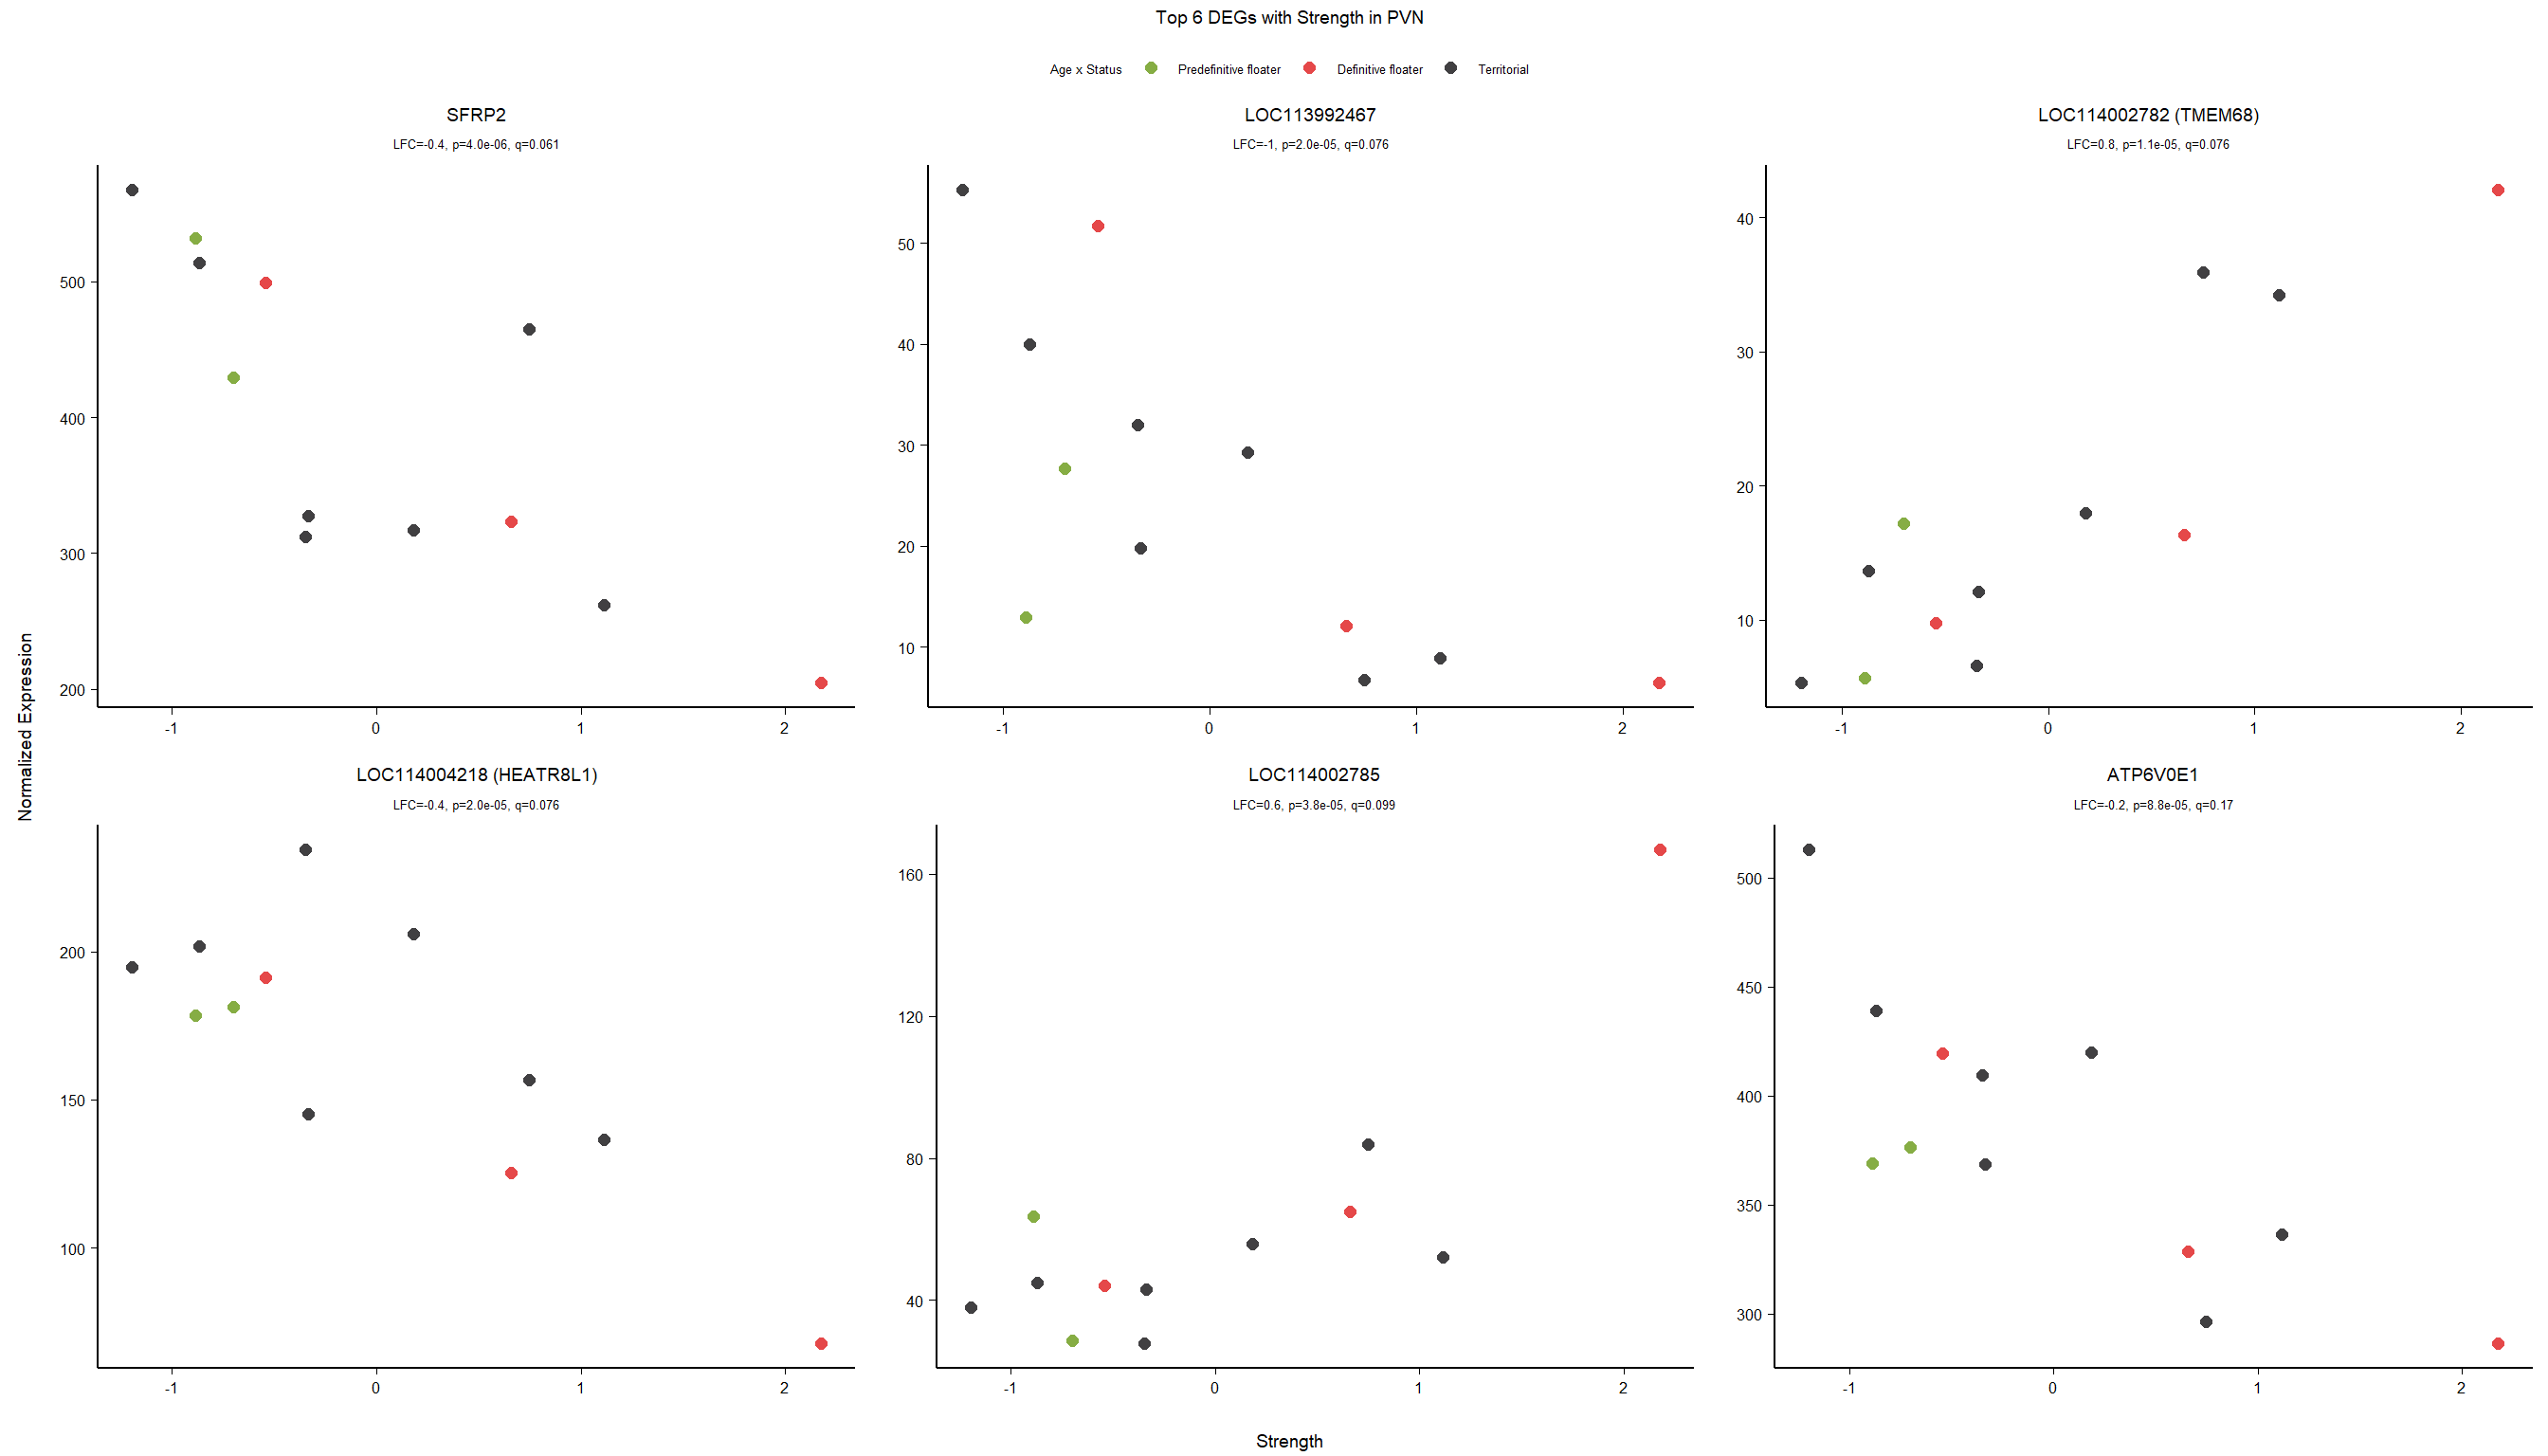 Top 6 DEGs with Strength in PVN
Age x Status Predefinitive floater Definitive floater Territorial
SFRP2
LFC=-0.4, p=4.0e-06, q=0.061
500
400
300
200
-1 0 1 2
LOC113992467
LFC=-1, p=2.0e-05, q=0.076
50
40
30
20
10
-1 0 1 2
LOC114002782 (TMEM68)
LFC=0.8, p=1.1e-05, q=0.076
40
30
20
10
-1 0 1 2
Normalized Expression
LOC114004218 (HEATR8L1)
LFC=-0.4, p=2.0e-05, q=0.076
200
150
100
-1 0 1 2
LOC114002785
LFC=0.6, p=3.8e-05, q=0.099
160
120
80
40
-1 0 1 2
ATP6V0E1
LFC=-0.2, p=8.8e-05, q=0.17
500
450
400
350
300
-1 0 1 2
Strength